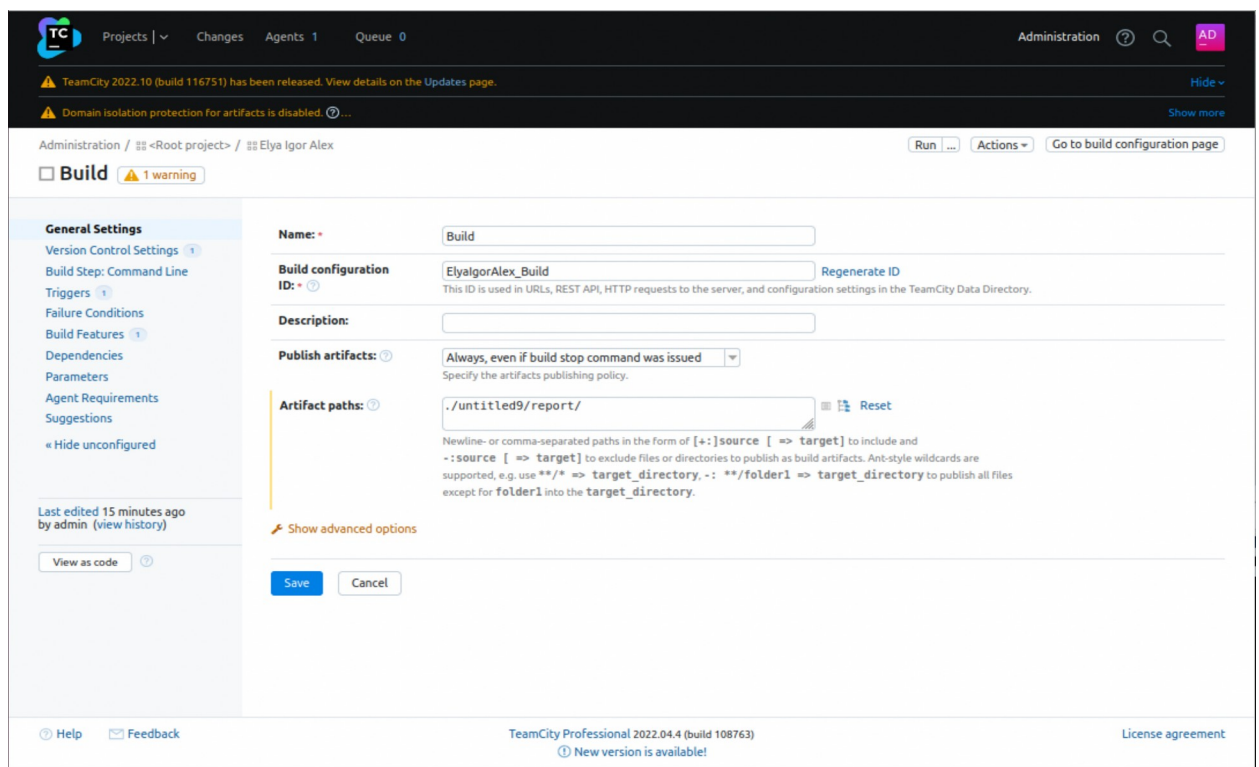 TC Projects | Changes Agents 1 Queue 0 Administration ? AD
TeamCity 2022.10 (build 116751) has been released. View details on the Updates page. Hide
Domain isolation protection for artifacts is disabled. ?... Show more
Administration / <Root project> / Elya Igor Alex Run ... Actions Go to build configuration page
Build 1 warning
General Settings
Version Control Settings 1
Build Step: Command Line
Triggers 1
Failure Conditions
Build Features 1
Dependencies
Parameters
Agent Requirements
Suggestions
« Hide unconfigured
Last edited 15 minutes ago
by admin (view history)
View as code ?
Name: * Build
Build configuration
ID: * ? ElyaIgorAlex_Build Regenerate ID
This ID is used in URLs, REST API, HTTP requests to the server, and configuration settings in the TeamCity Data Directory.
Description:
Publish artifacts: ? Always, even if build stop command was issued
Specify the artifacts publishing policy.
Artifact paths: ? ./untitled9/report/ Reset
Newline- or comma-separated paths in the form of [+:]source [ => target] to include and
-:source [ => target] to exclude files or directories to publish as build artifacts. Ant-style wildcards are
supported, e.g. use **/* => target_directory, -: **/folder1 => target_directory to publish all files
except for folder1 into the target_directory.
Show advanced options
Save Cancel
? Help Feedback TeamCity Professional 2022.04.4 (build 108763) License agreement
New version is available!